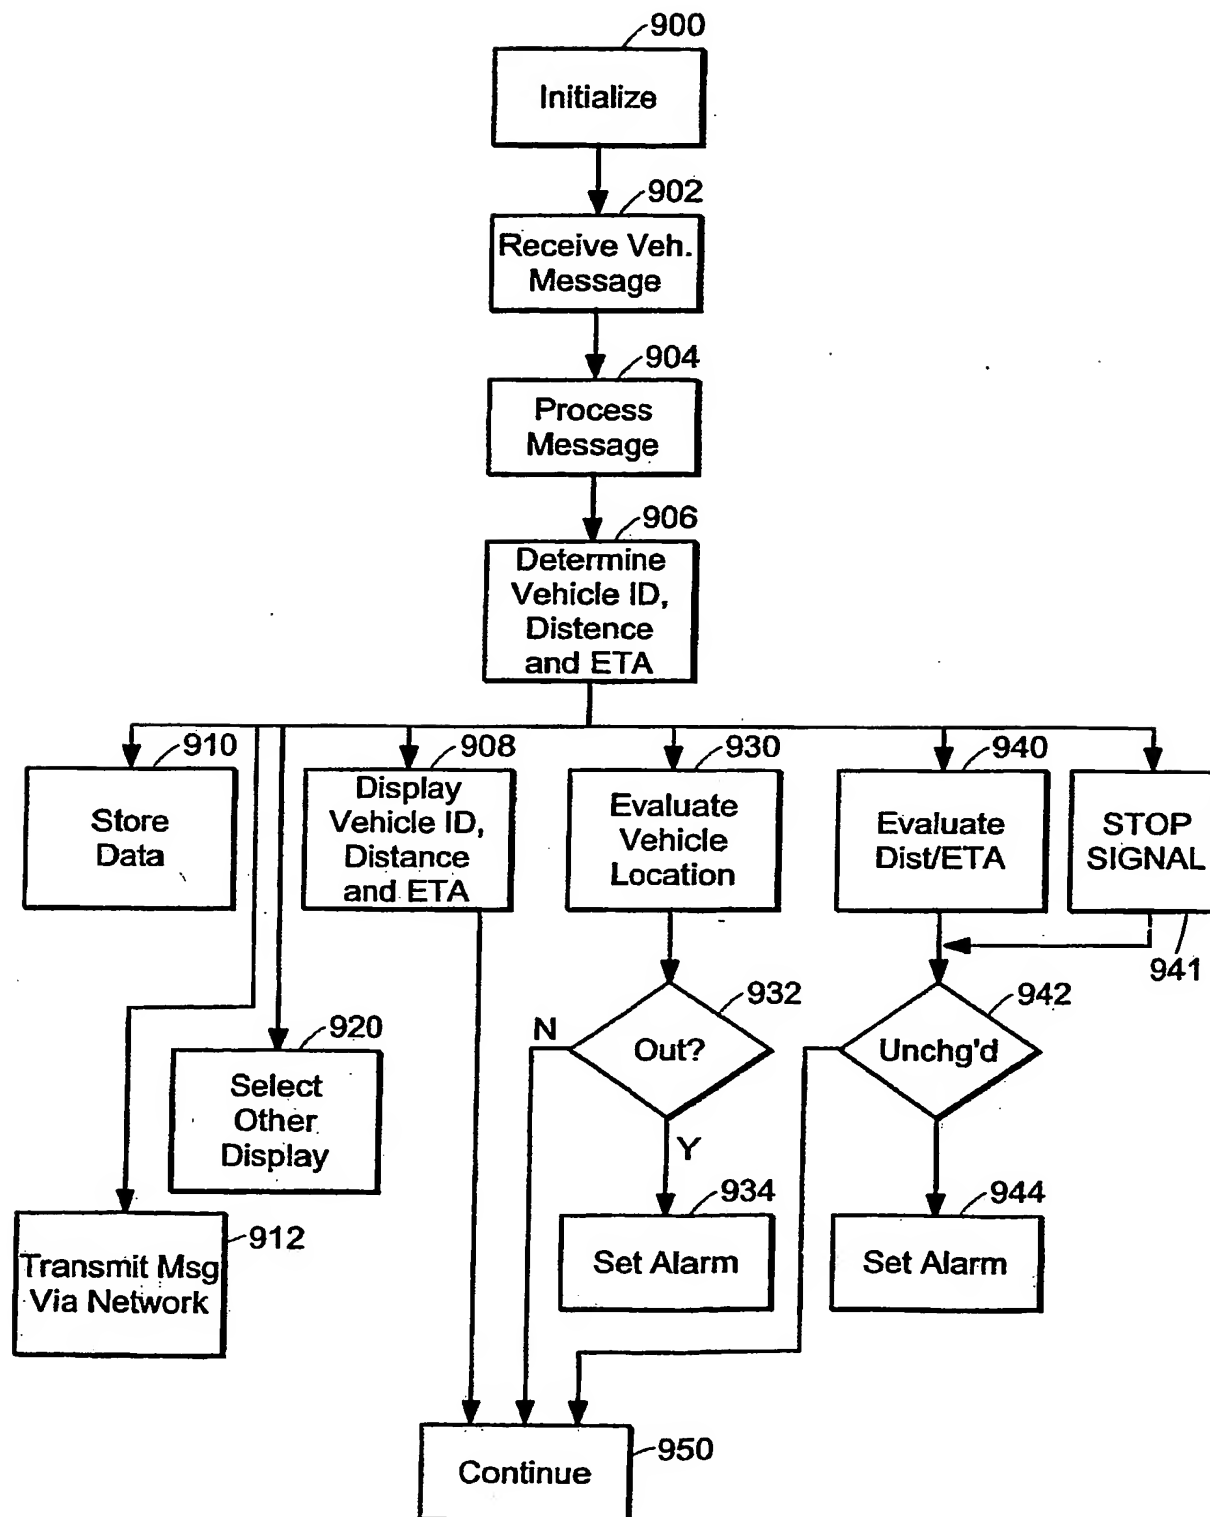 900
Initialize
902
Receive Veh.
Message
904
Process
Message
906
Determine
Vehicle ID,
Distence
and ETA
910
Store
Data
908
Display
Vehicle ID,
Distance
and ETA
930
Evaluate
Vehicle
Location
940
Evaluate
Dist/ETA
STOP
SIGNAL
941
920
Select
Other
Display
932
N
Out?
Y
942
Unchg'd
912
Transmit Msg
Via Network
934
Set Alarm
944
Set Alarm
950
Continue